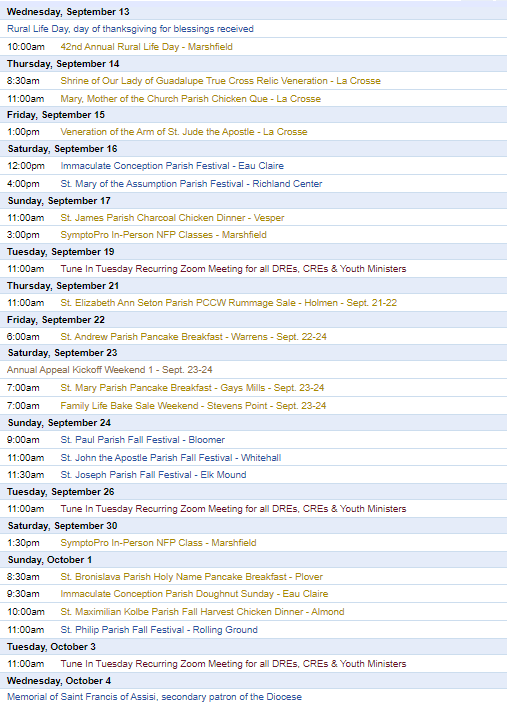 Wednesday, September 13
Rural Life Day, day of thanksgiving for blessings received
10:00am 42nd Annual Rural Life Day - Marshfield
Thursday, September 14
8:30am Shrine of Our Lady of Guadalupe True Cross Relic Veneration - La Crosse
11:00am Mary, Mother of the Church Parish Chicken Que - La Crosse
Friday, September 15
1:00pm Veneration of the Arm of St. Jude the Apostle - La Crosse
Saturday, September 16
12:00pm Immaculate Conception Parish Festival - Eau Claire
4:00pm St. Mary of the Assumption Parish Festival - Richland Center
Sunday, September 17
11:00am St. James Parish Charcoal Chicken Dinner - Vesper
3:00pm SymptoPro In-Person NFP Classes - Marshfield
Tuesday, September 19
11:00am Tune In Tuesday Recurring Zoom Meeting for all DREs, CREs & Youth Ministers
Thursday, September 21
11:00am St. Elizabeth Ann Seton Parish PCCW Rummage Sale - Holmen - Sept. 21-22
Friday, September 22
6:00am St. Andrew Parish Pancake Breakfast - Warrens - Sept. 22-24
Saturday, September 23
Annual Appeal Kickoff Weekend 1 - Sept. 23-24
7:00am St. Mary Parish Pancake Breakfast - Gays Mills - Sept. 23-24
7:00am Family Life Bake Sale Weekend - Stevens Point - Sept. 23-24
Sunday, September 24
9:00am St. Paul Parish Fall Festival - Bloomer
11:00am St. John the Apostle Parish Fall Festival - Whitehall
11:30am St. Joseph Parish Fall Festival - Elk Mound
Tuesday, September 26
11:00am Tune In Tuesday Recurring Zoom Meeting for all DREs, CREs & Youth Ministers
Saturday, September 30
1:30pm SymptoPro In-Person NFP Class - Marshfield
Sunday, October 1
8:30am St. Bronislava Parish Holy Name Pancake Breakfast - Plover
9:30am Immaculate Conception Parish Doughnut Sunday - Eau Claire
10:00am St. Maximilian Kolbe Parish Fall Harvest Chicken Dinner - Almond
11:00am St. Philip Parish Fall Festival - Rolling Ground
Tuesday, October 3
11:00am Tune In Tuesday Recurring Zoom Meeting for all DREs, CREs & Youth Ministers
Wednesday, October 4
Memorial of Saint Francis of Assisi, secondary patron of the Diocese